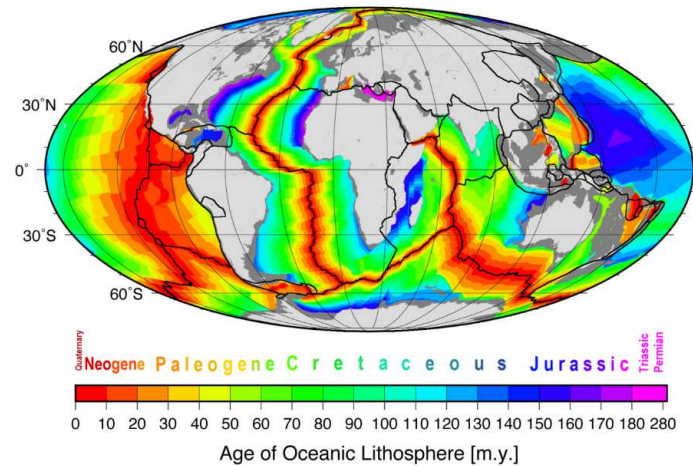 60°N
30°N
0°
30°S
60°S
Quaternary Neogene Paleogene Cretaceous Jurassic Triassic Permian
0 10 20 30 40 50 60 70 80 90 100 110 120 130 140 150 160 170 180 280
Age of Oceanic Lithosphere [m.y.]